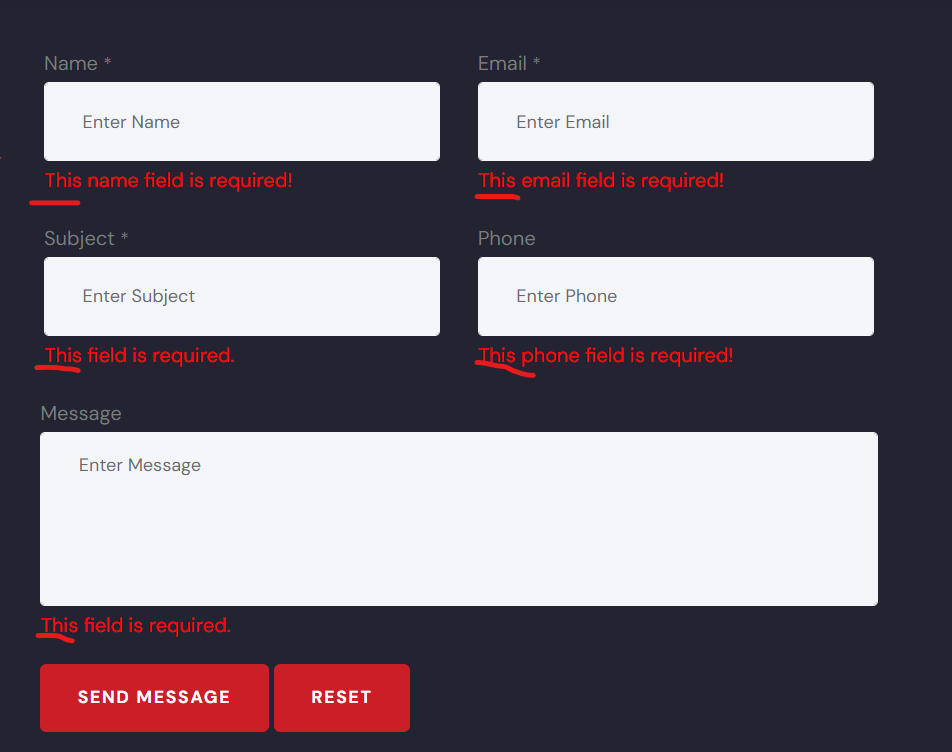 Name * Email *
Enter Name Enter Email
This name field is required! This email field is required!
Subject * Phone
Enter Subject Enter Phone
This field is required. This phone field is required!
Message
Enter Message
This field is required.
SEND MESSAGE RESET